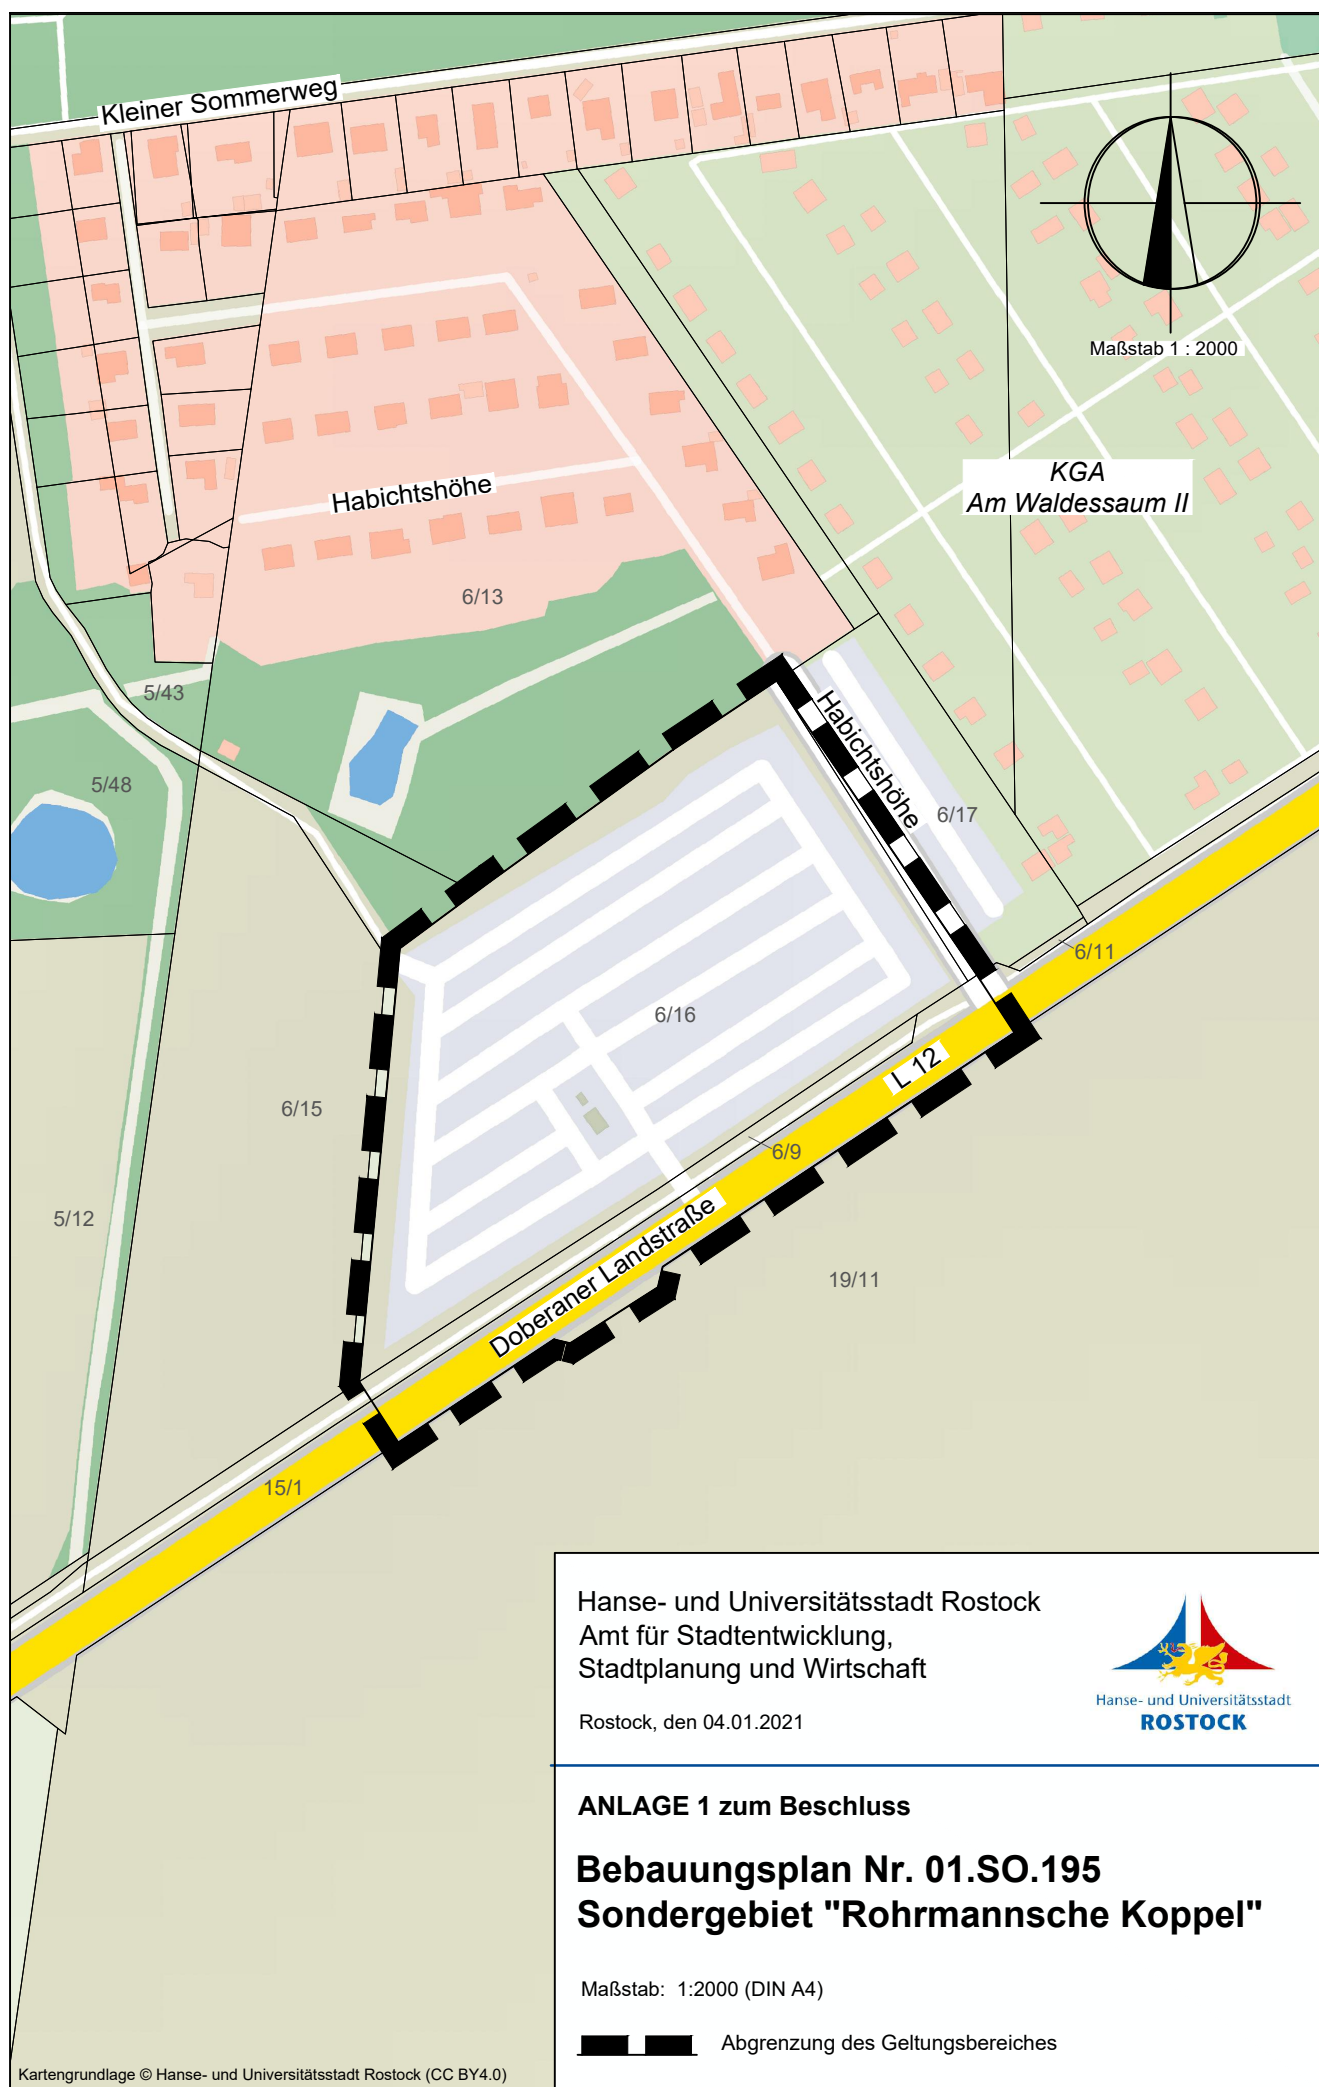 Kleiner Sommerweg
Maßstab 1 : 2000
KGA
Am Waldessaum II
Habichtshöhe
6/13
5/43
Habichtshöhe
5/48
6/17
6/11
6/16
L 12
6/15
6/9
5/12
Doberaner Landstraße
19/11
15/1
Hanse- und Universitätsstadt Rostock
Amt für Stadtentwicklung,
Stadtplanung und Wirtschaft
Rostock, den 04.01.2021
Hanse- und Universitätsstadt
ROSTOCK
ANLAGE 1 zum Beschluss
Bebauungsplan Nr. 01.SO.195
Sondergebiet "Rohrmannsche Koppel"
Maßstab: 1:2000 (DIN A4)
Abgrenzung des Geltungsbereiches
Kartengrundlage © Hanse- und Universitätsstadt Rostock (CC BY4.0)